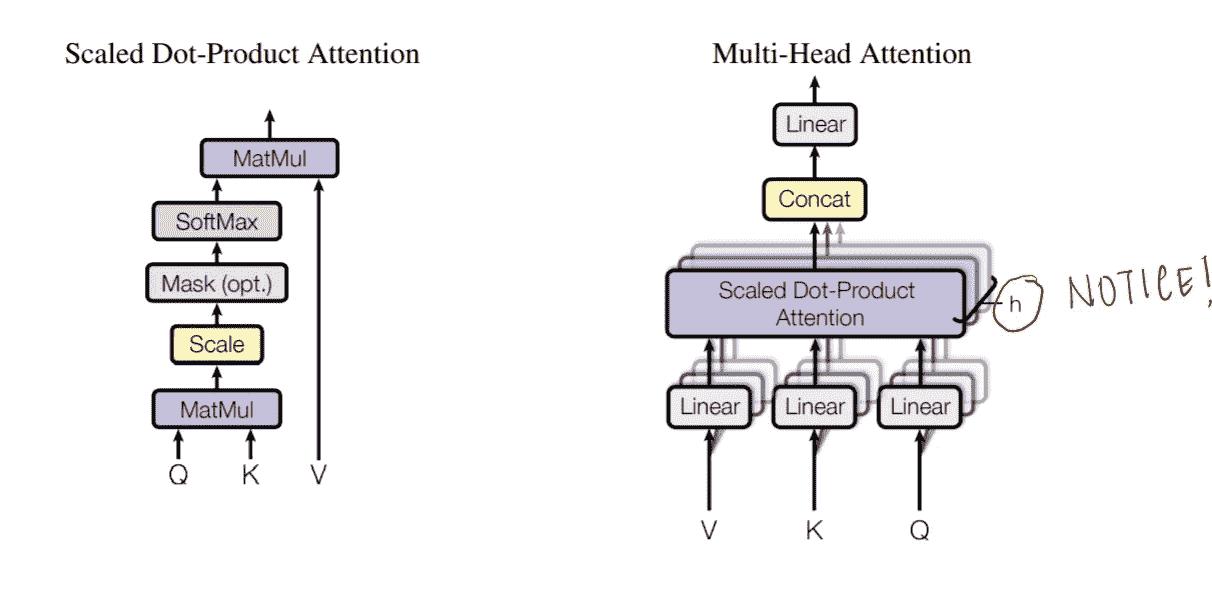 Scaled Dot-Product Attention
MatMul
SoftMax
Mask (opt.)
Scale
MatMul
Q K V
Multi-Head Attention
Linear
Concat
Scaled Dot-Product
Attention
h NOTICE!
Linear Linear Linear
V K Q